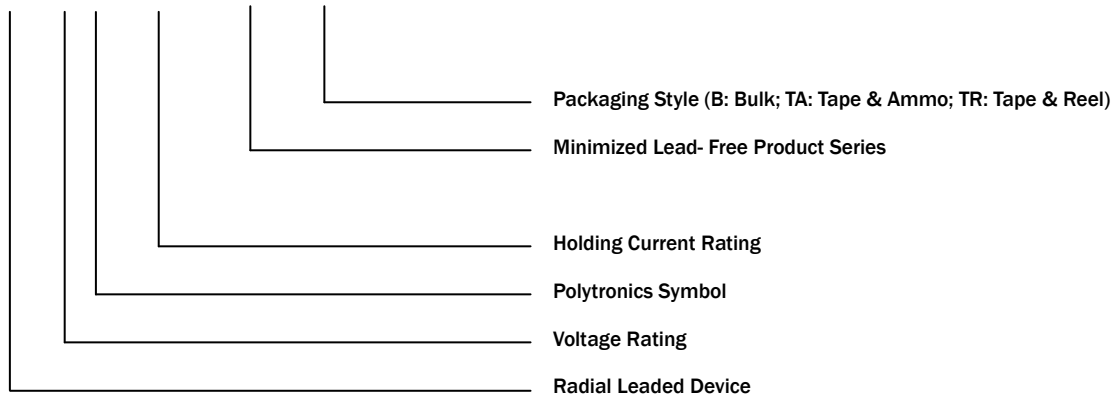 Packaging Style (B: Bulk; TA: Tape & Ammo; TR: Tape & Reel)
Minimized Lead- Free Product Series
Holding Current Rating
Polytronics Symbol
Voltage Rating
Radial Leaded Device